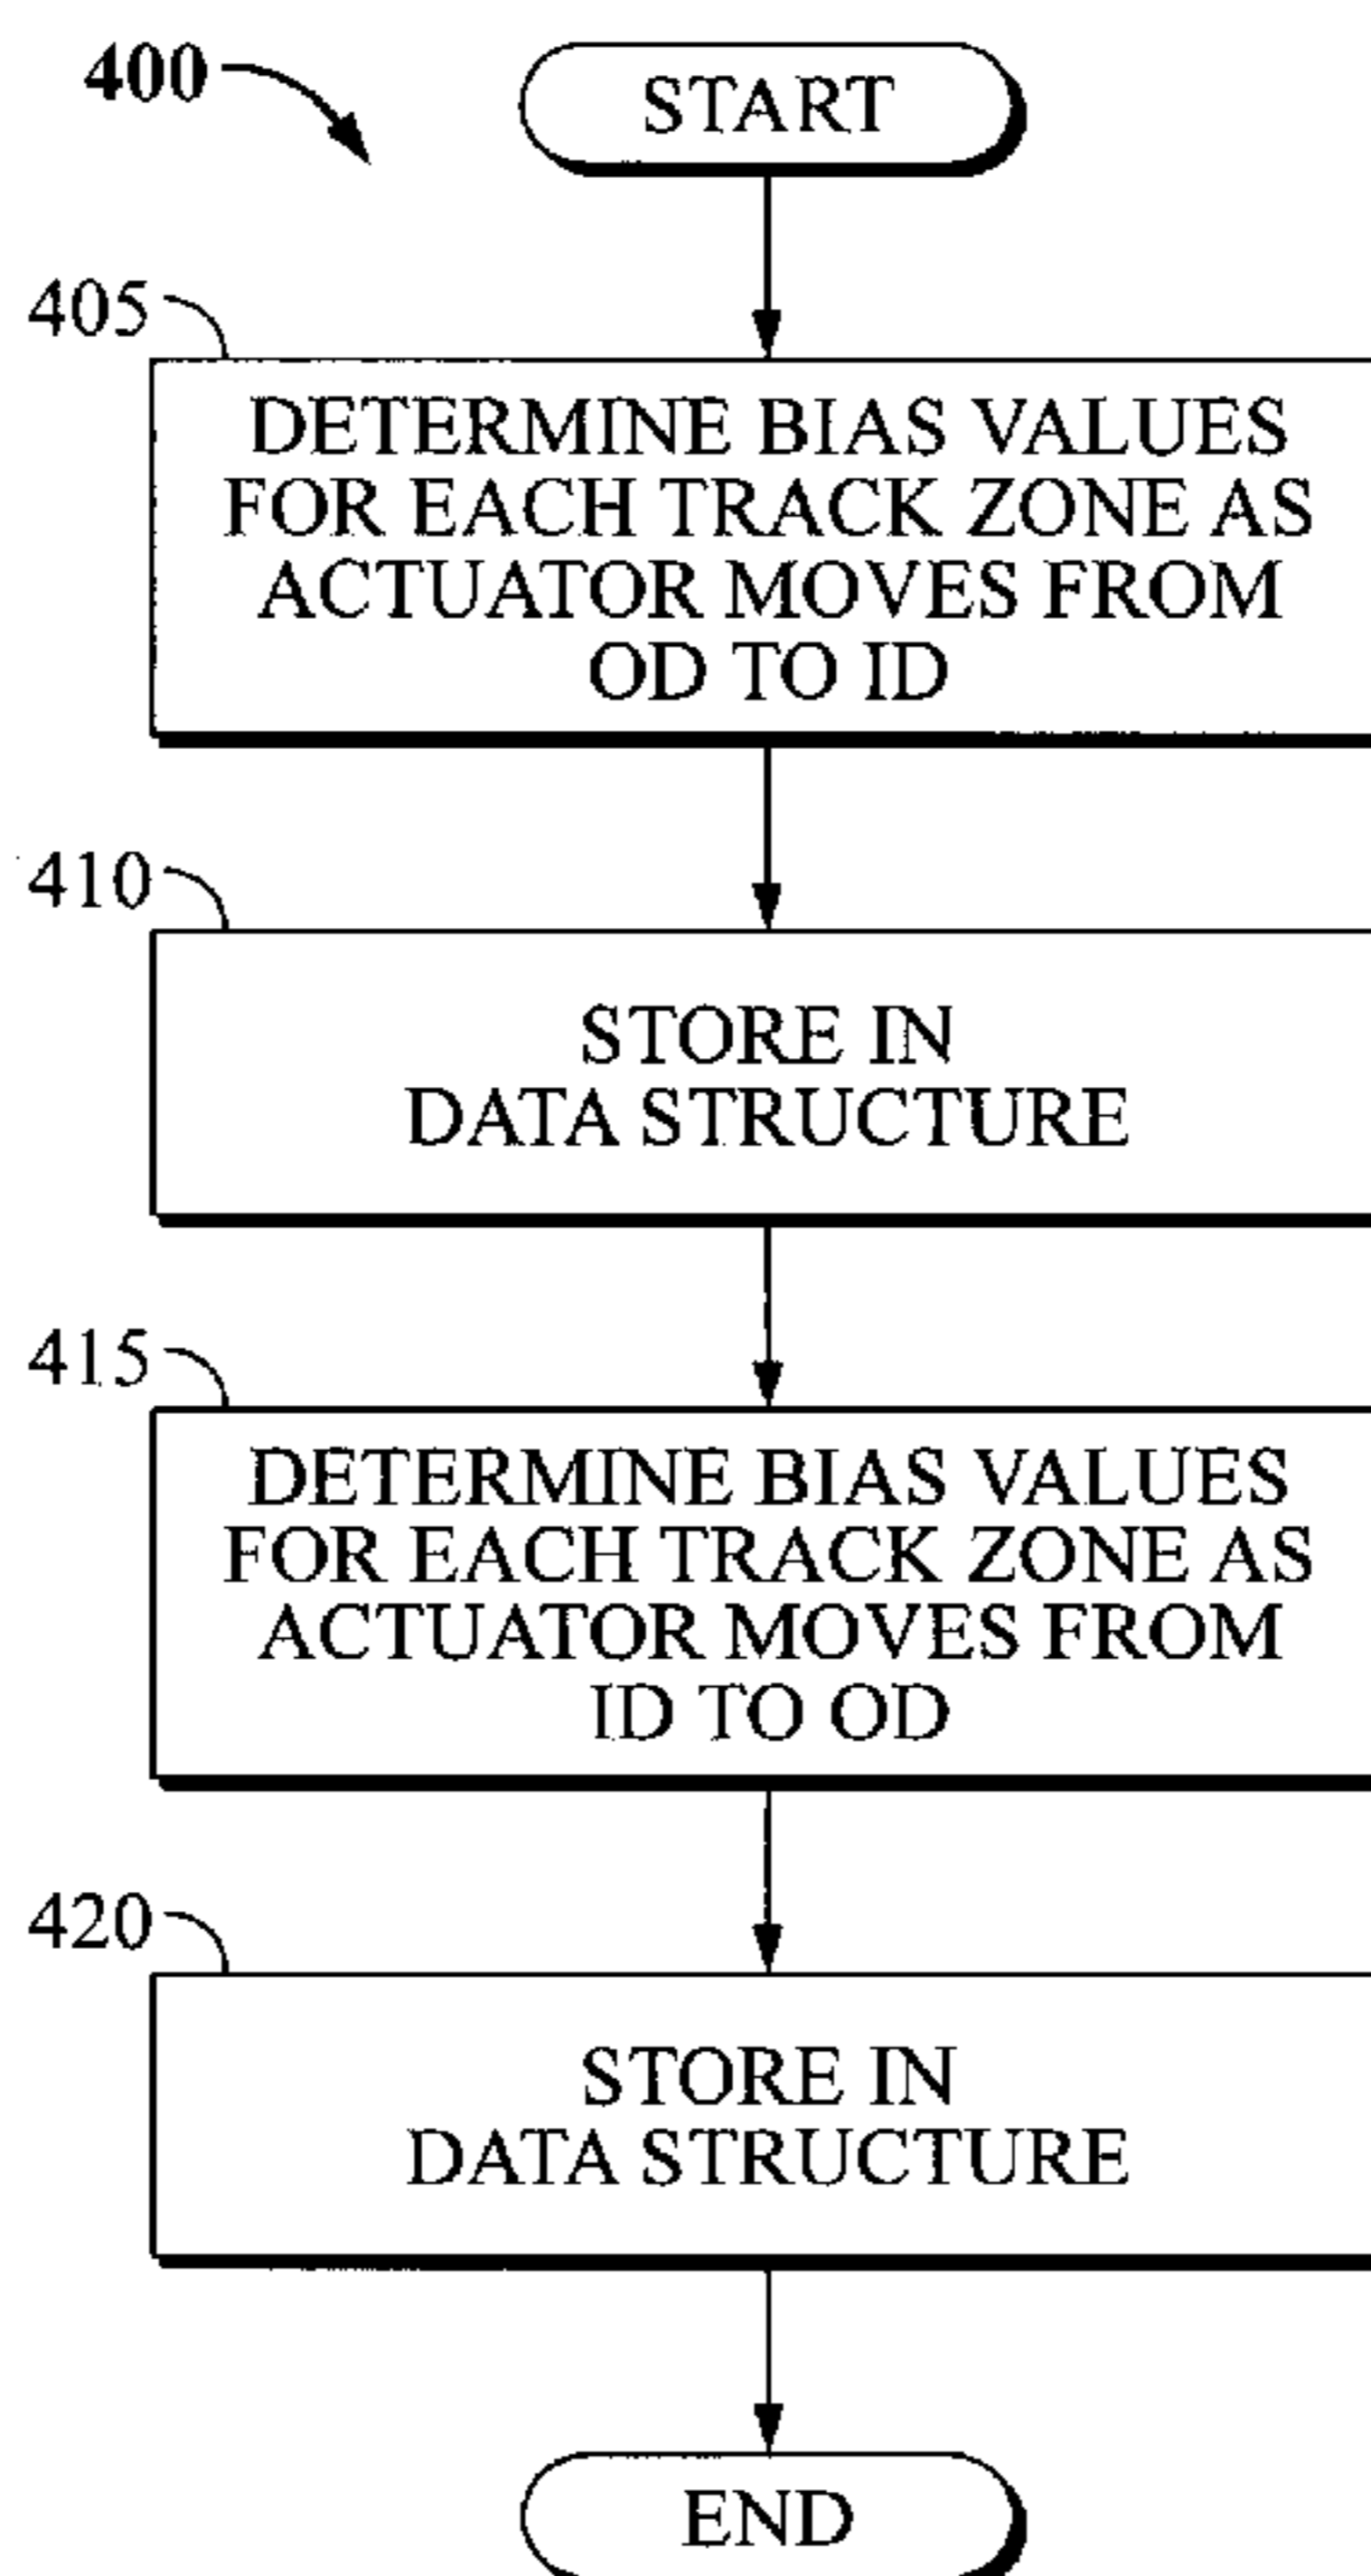 400
START
405
DETERMINE BIAS VALUES
FOR EACH TRACK ZONE AS
ACTUATOR MOVES FROM
OD TO ID
410
STORE IN
DATA STRUCTURE
415
DETERMINE BIAS VALUES
FOR EACH TRACK ZONE AS
ACTUATOR MOVES FROM
ID TO OD
420
STORE IN
DATA STRUCTURE
END